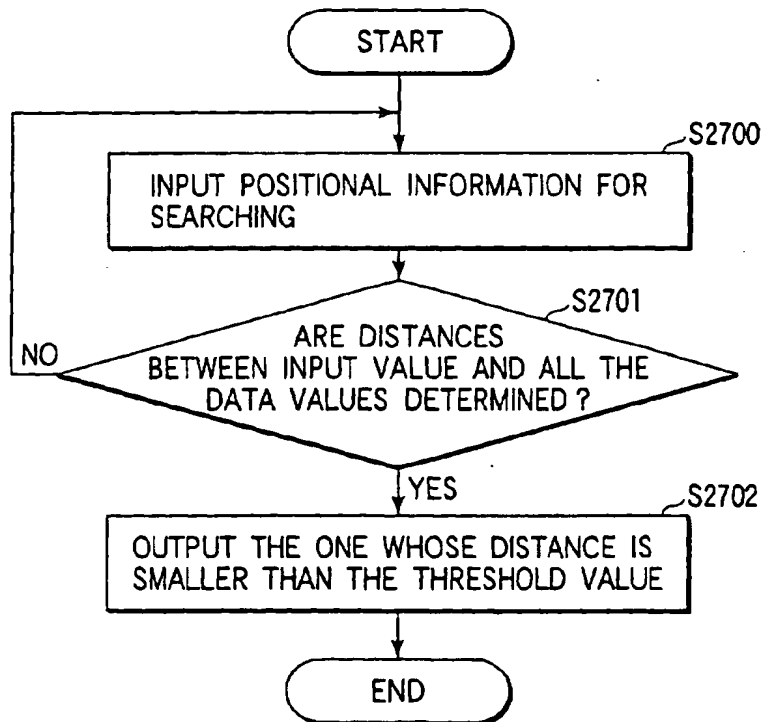 START
S2700
INPUT POSITIONAL INFORMATION FOR
SEARCHING
S2701
ARE DISTANCES
BETWEEN INPUT VALUE AND ALL THE
DATA VALUES DETERMINED ?
NO
YES
S2702
OUTPUT THE ONE WHOSE DISTANCE IS
SMALLER THAN THE THRESHOLD VALUE
END